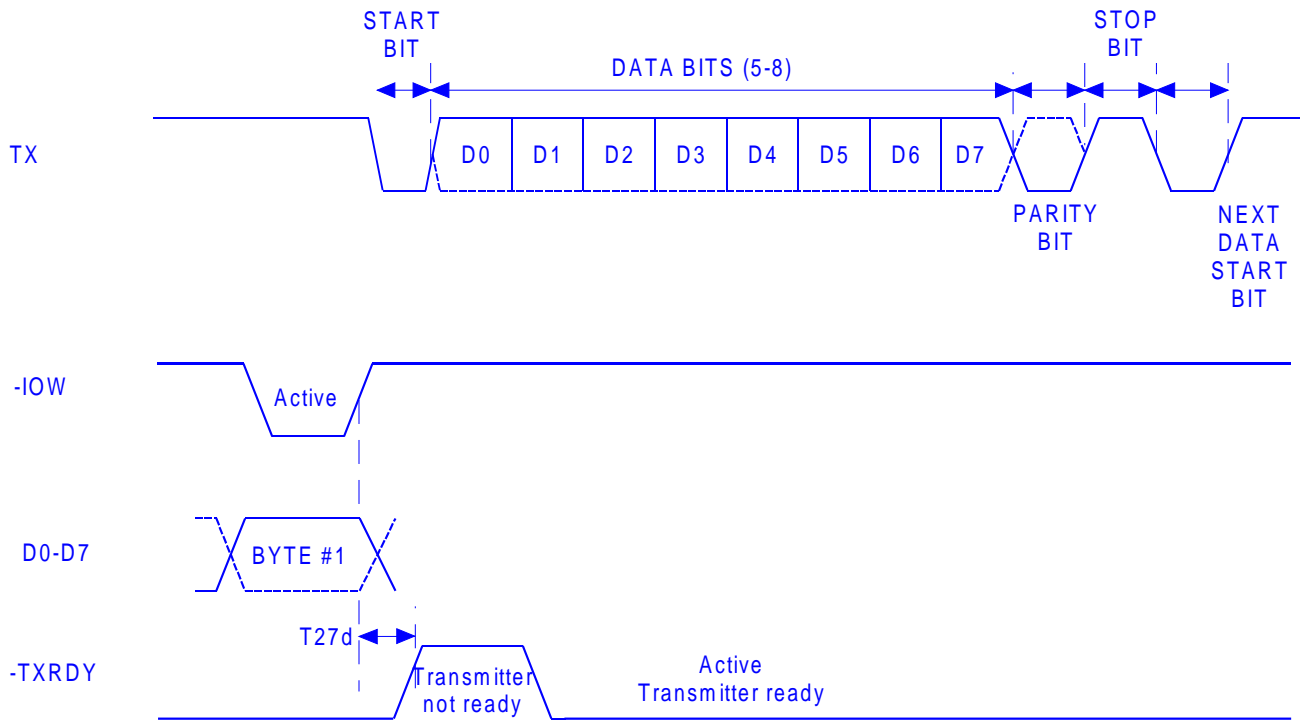 START
BIT
STOP
BIT
DATA BITS (5-8)
TX
D0 D1 D2 D3 D4 D5 D6 D7
PARITY
BIT
NEXT
DATA
START
BIT
-IOW
Active
D0-D7
BYTE #1
T27d
-TXRDY
Transmitter
not ready
Active
Transmitter ready